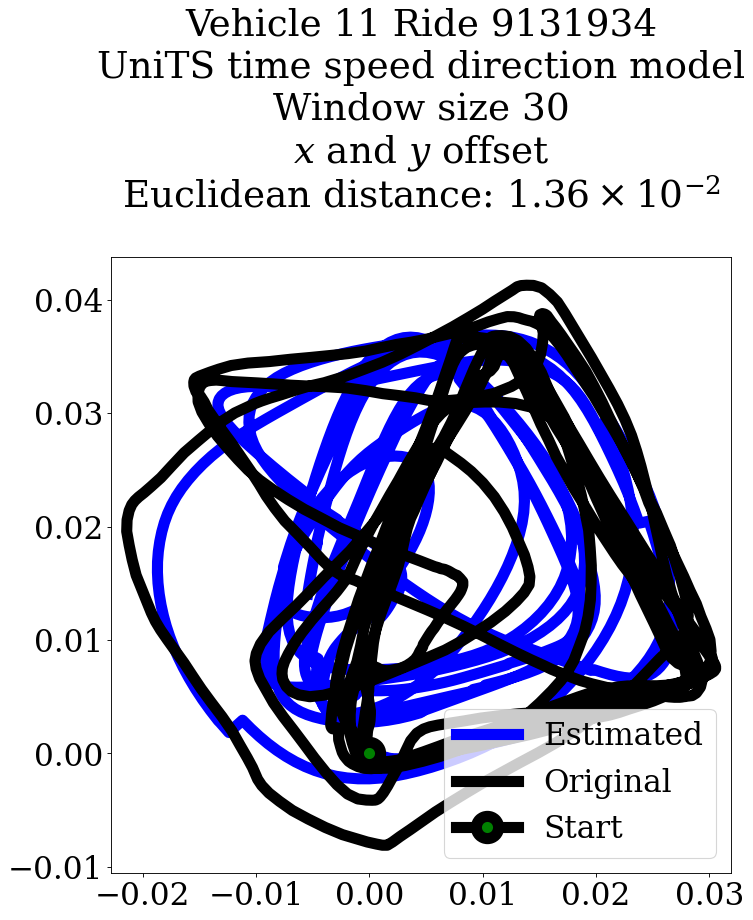 Vehicle 11 Ride 9131934
UniTS time speed direction model
Window size 30
x and y offset
Euclidean distance: 1.36 × 10⁻²
0.04
0.03
0.02
0.01
0.00
−0.01
Estimated
Original
Start
−0.02 −0.01 0.00 0.01 0.02 0.03